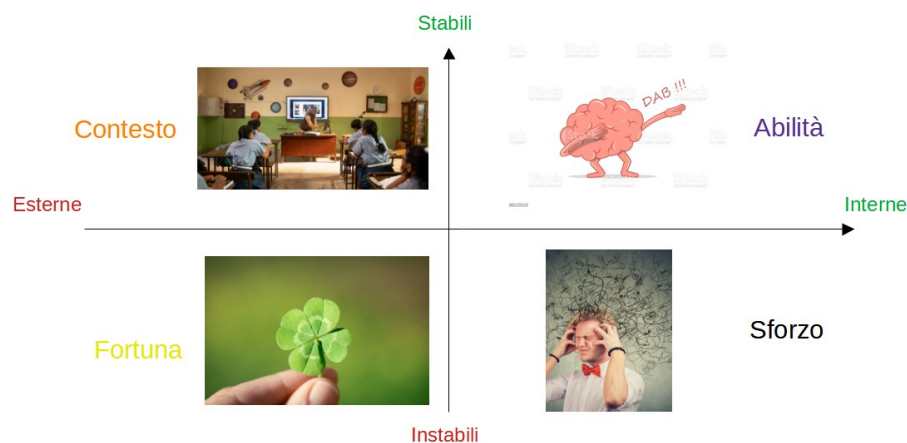 Stabili
Contesto
DAB !!!
Abilità
Esterne
Interne
Fortuna
Sforzo
Instabili